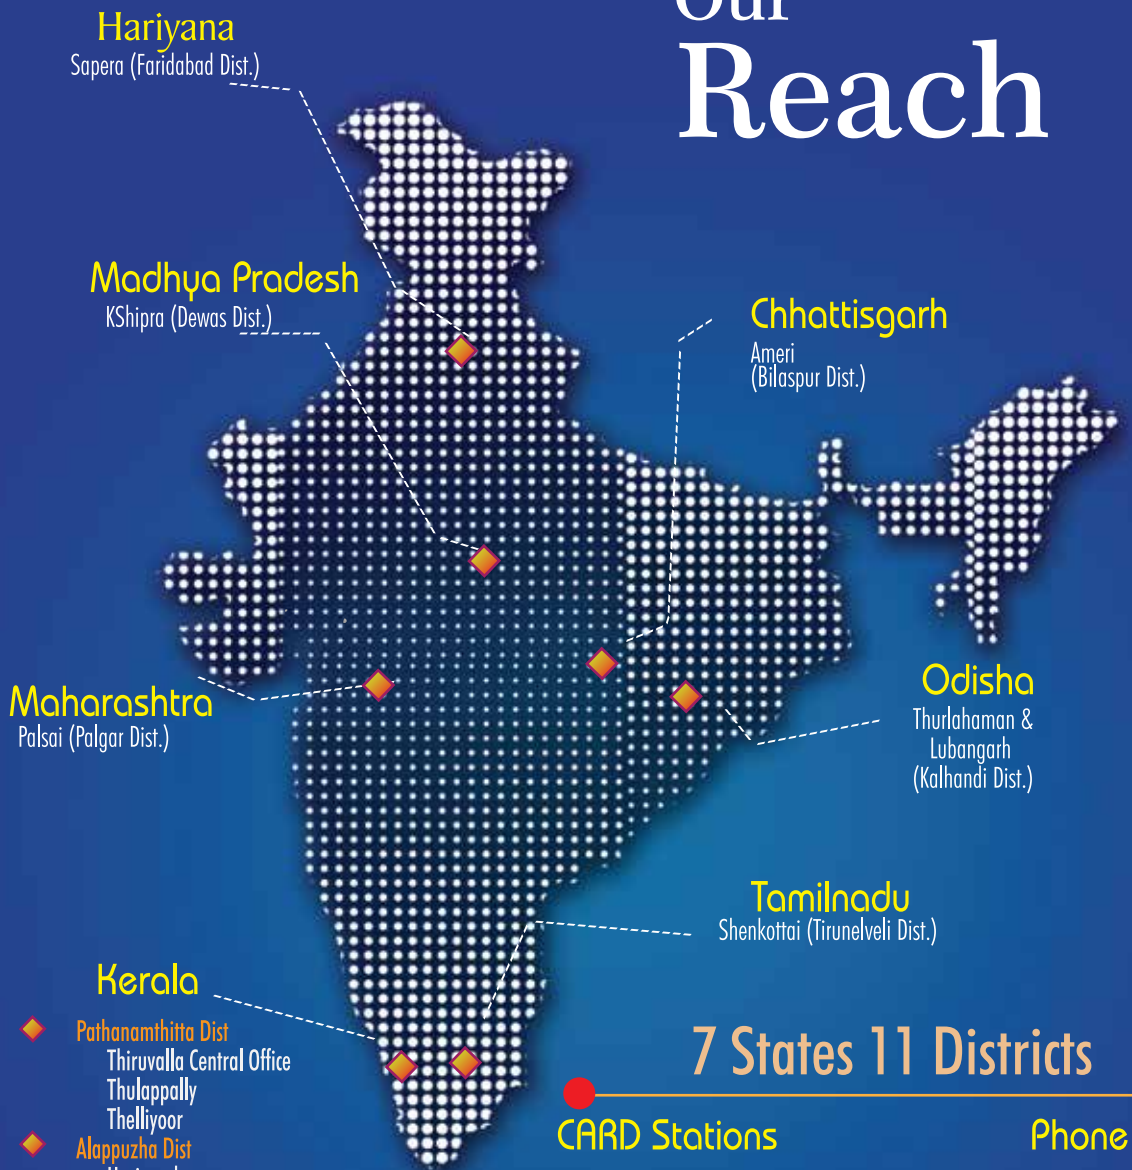 Our
Reach
Hariyana
Sapera (Faridabad Dist.)
Madhya Pradesh
KShipra (Dewas Dist.)
Chhattisgarh
Ameri
(Bilaspur Dist.)
Maharashtra
Palsai (Palgar Dist.)
Odisha
Thurlahaman &
Lubangarh
(Kalhandi Dist.)
Tamilnadu
Shenkottai (Tirunelveli Dist.)
Kerala
Pathanamthitta Dist
Thiruvalla Central Office
Thulappally
Thelliyoor
Alappuzha Dist
7 States 11 Districts
CARD Stations
Phone